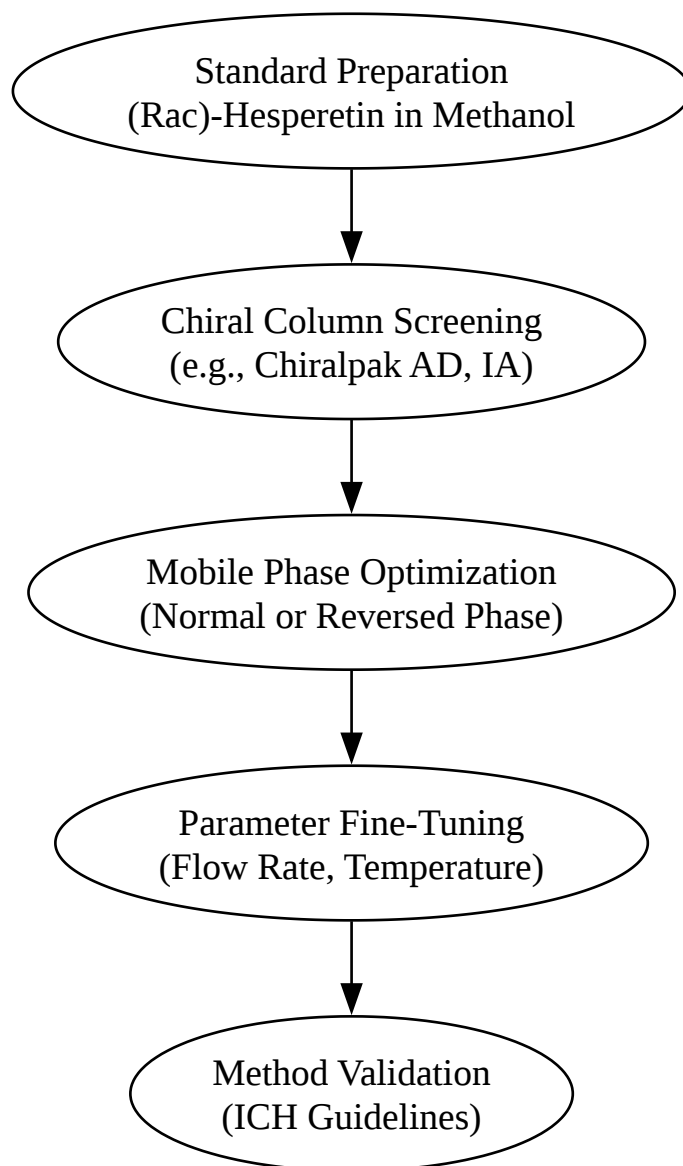 Standard Preparation
(Rac)-Hesperetin in Methanol
Chiral Column Screening
(e.g., Chiralpak AD, IA)
Mobile Phase Optimization
(Normal or Reversed Phase)
Parameter Fine-Tuning
(Flow Rate, Temperature)
Method Validation
(ICH Guidelines)